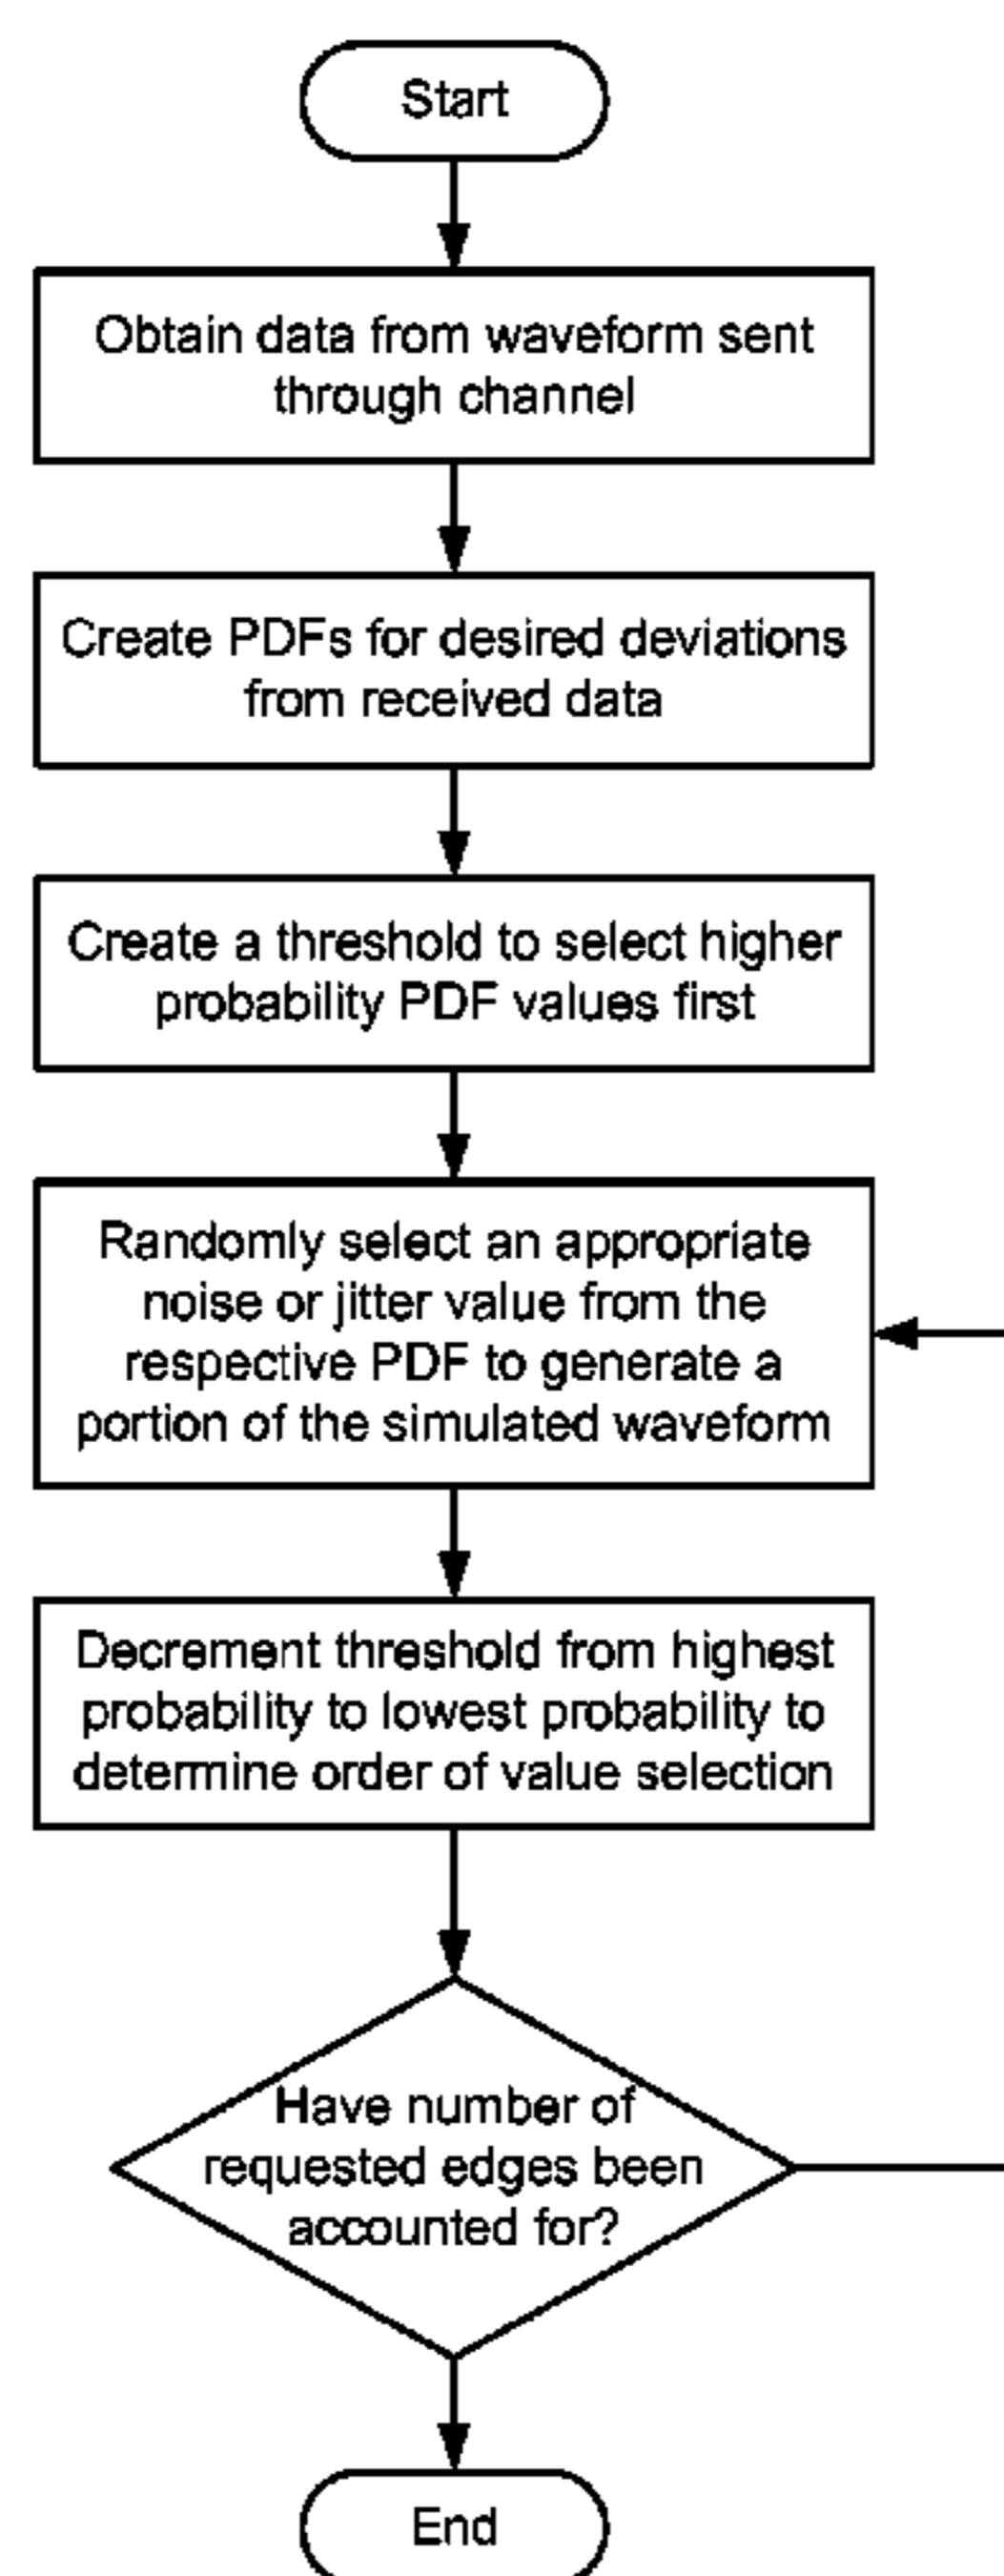 Start
Obtain data from waveform sent
through channel
Create PDFs for desired deviations
from received data
Create a threshold to select higher
probability PDF values first
Randomly select an appropriate
noise or jitter value from the
respective PDF to generate a
portion of the simulated waveform
Decrement threshold from highest
probability to lowest probability to
determine order of value selection
Have number of
requested edges been
accounted for?
End